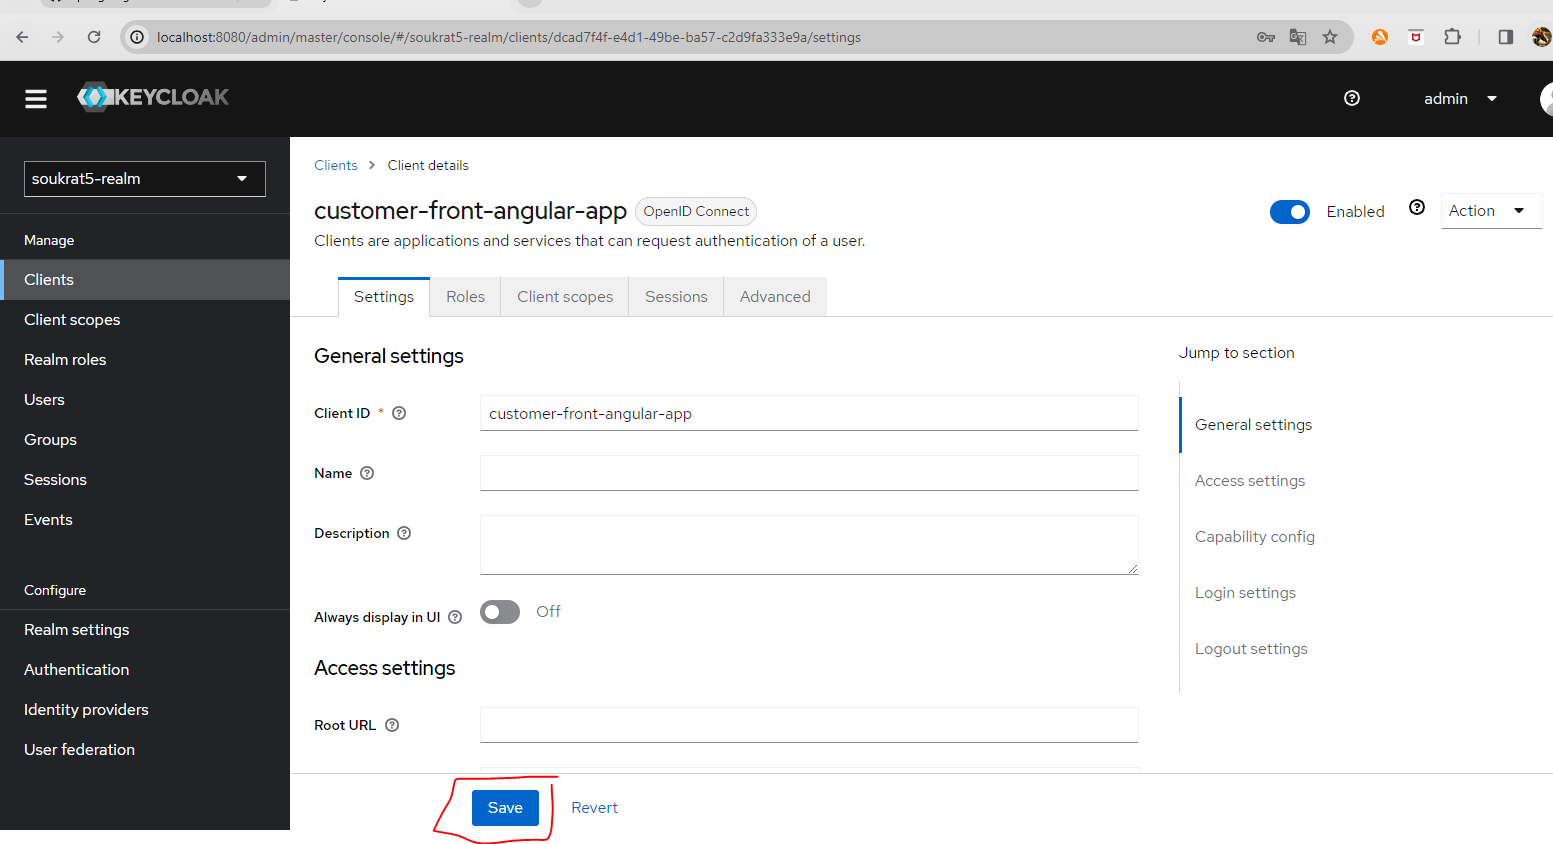 localhost:8080/admin/master/console/#/soukrat5-realm/clients/dcad7f4f-e4d1-49be-ba57-c2d9fa333e9a/settings
KEYCLOAK
admin
soukrat5-realm
Manage
Clients
Client scopes
Realm roles
Users
Groups
Sessions
Events
Configure
Realm settings
Authentication
Identity providers
User federation
Clients > Client details
customer-front-angular-app OpenID Connect
Enabled
Action
Clients are applications and services that can request authentication of a user.
Settings Roles Client scopes Sessions Advanced
General settings
Client ID * customer-front-angular-app
Name
Description
Always display in UI Off
Access settings
Root URL
Save Revert
Jump to section
General settings
Access settings
Capability config
Login settings
Logout settings